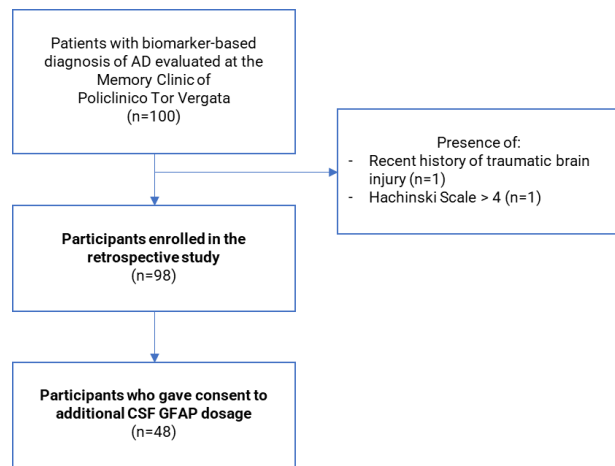 Patients with biomarker-based
diagnosis of AD evaluated at the
Memory Clinic of
Policlinico Tor Vergata
(n=100)
Presence of:
- Recent history of traumatic brain
injury (n=1)
- Hachinski Scale > 4 (n=1)
Participants enrolled in the
retrospective study
(n=98)
Participants who gave consent to
additional CSF GFAP dosage
(n=48)